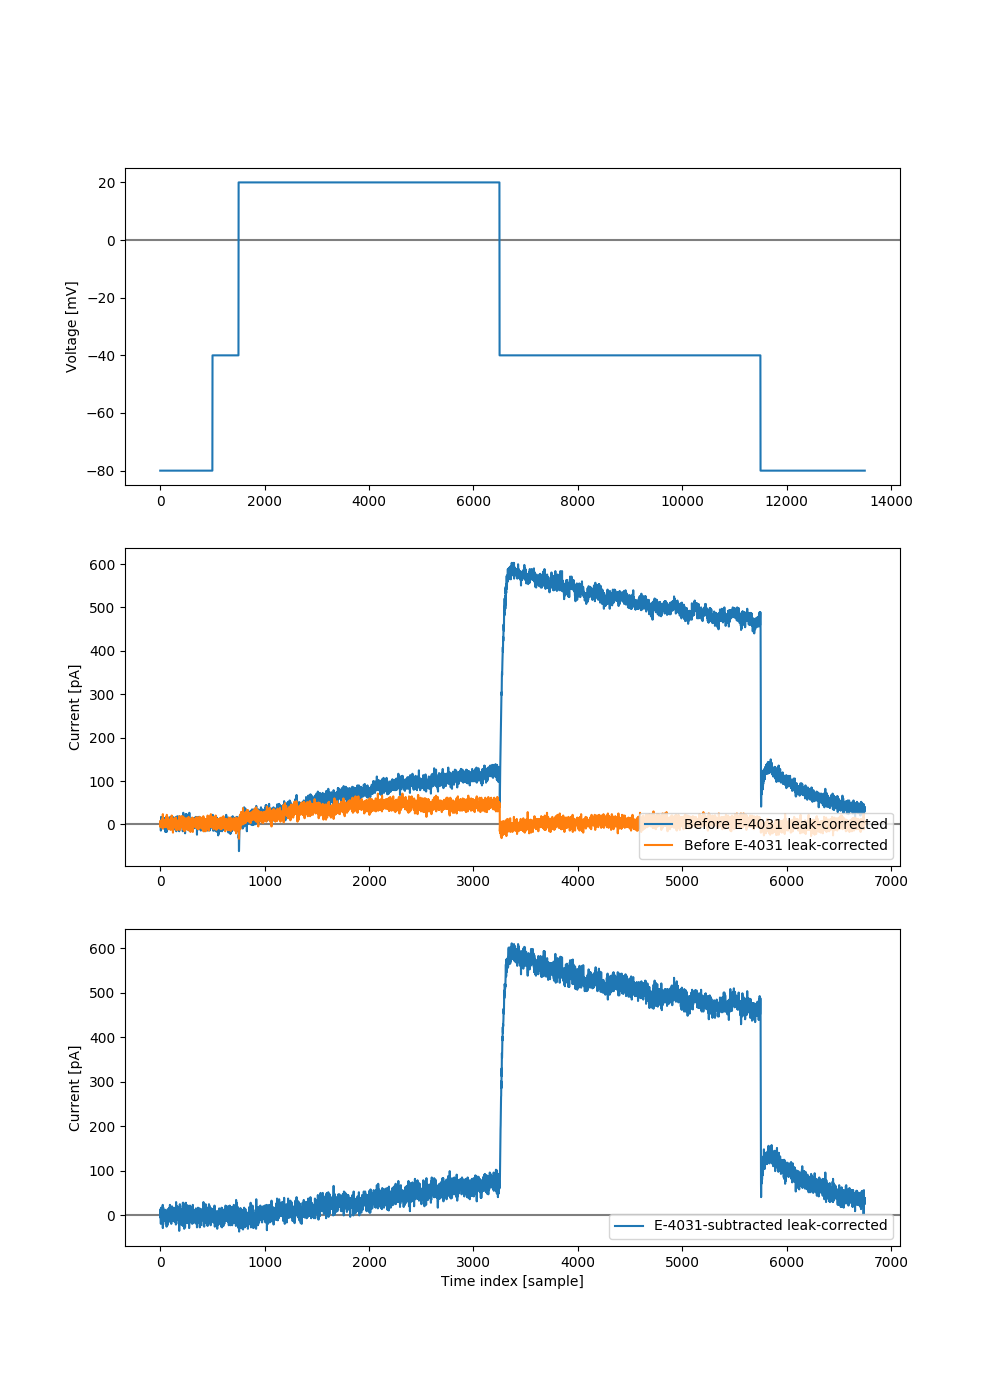 20
0
−20
−40
−60
−80
Voltage [mV]
0 2000 4000 6000 8000 10000 12000 14000
600
500
400
300
200
100
0
Current [pA]
Before E-4031 leak-corrected
Before E-4031 leak-corrected
0 1000 2000 3000 4000 5000 6000 7000
600
500
400
300
200
100
0
Current [pA]
E-4031-subtracted leak-corrected
0 1000 2000 3000 4000 5000 6000 7000
Time index [sample]